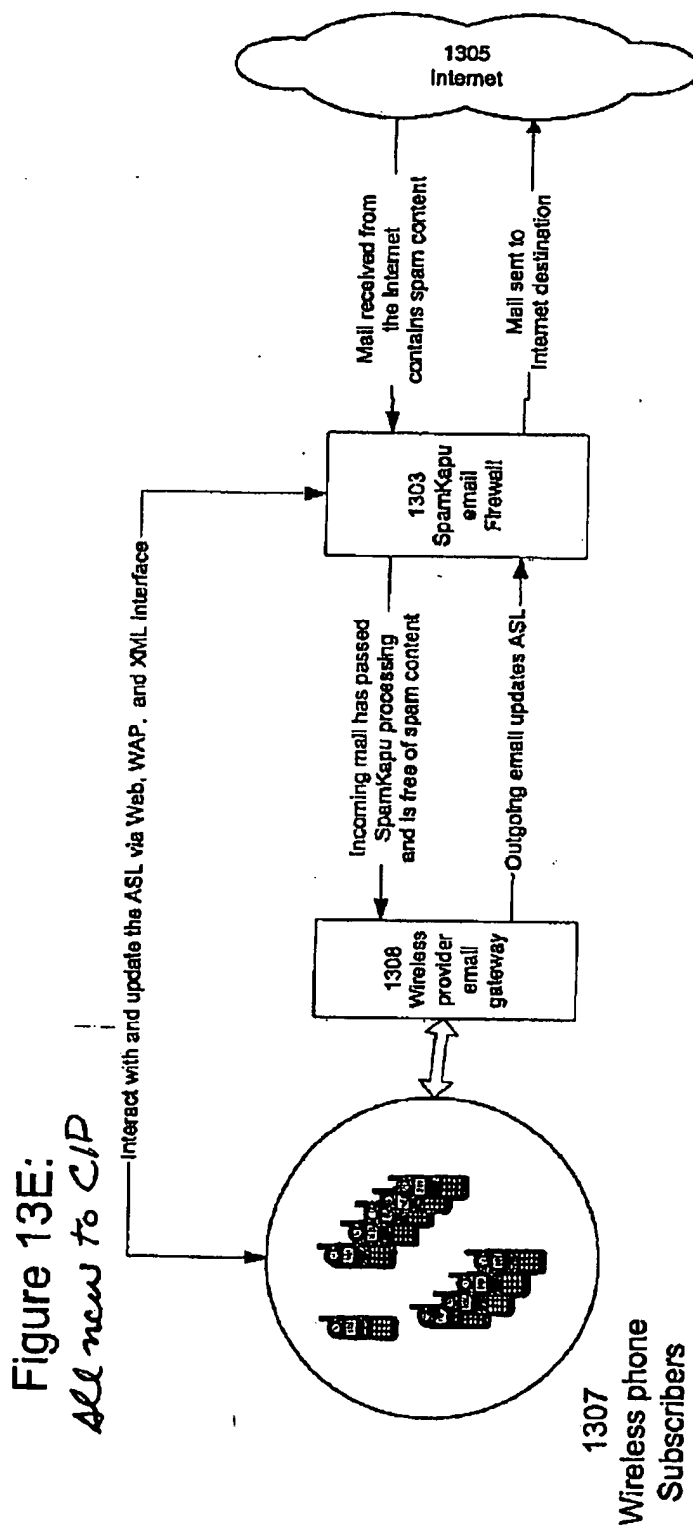 Figure 13E:
All new to CIP
Interact with and update the ASL via Web, WAP, and XML interface
1307
Wireless phone
Subscribers
1308
Wireless
provider
email
gateway
Incoming mail has passed
SpamKapu processing
and is free of spam content
Outgoing email updates ASL
1303
SpamKapu
email
Firewall
Mail received from
the Internet
contains spam content
Mail sent to
Internet destination
1305
Internet